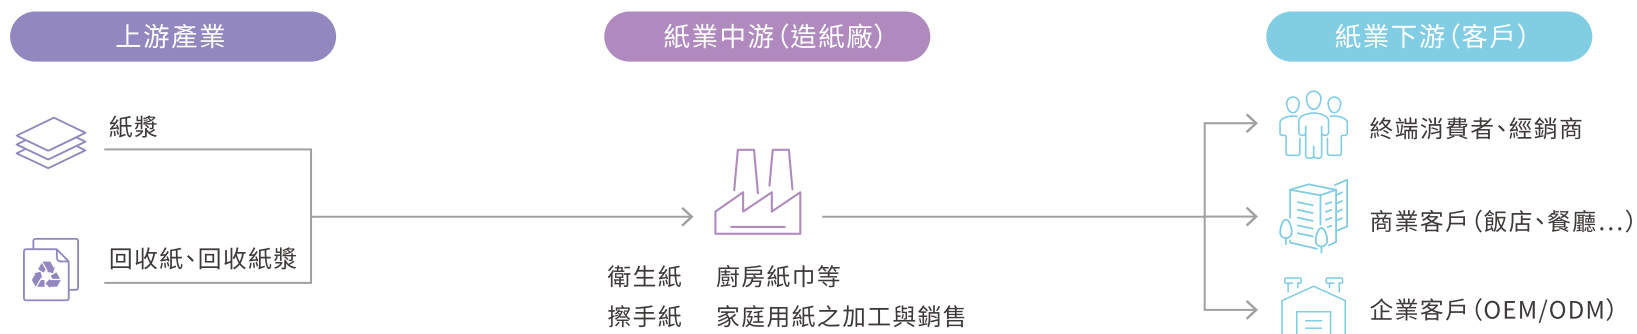 上游產業
紙漿
回收紙、回收紙漿
紙業中游（造紙廠）
衛生紙 廚房紙巾等
擦手紙 家庭用紙之加工與銷售
紙業下游（客戶）
終端消費者、經銷商
商業客戶（飯店、餐廳...）
企業客戶（OEM/ODM）